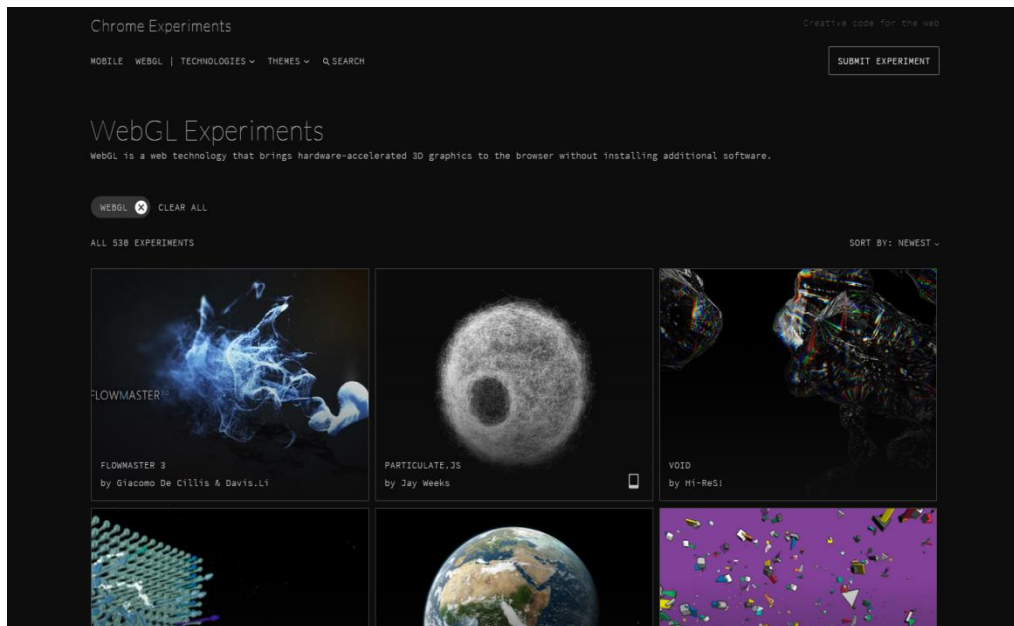 Chrome Experiments
Creative code for the web
MOBILE WEBGL | TECHNOLOGIES THEMES SEARCH
SUBMIT EXPERIMENT
WebGL Experiments
WebGL is a web technology that brings hardware-accelerated 3D graphics to the browser without installing additional software.
WEBGL CLEAR ALL
ALL 530 EXPERIMENTS
SORT BY: NEWEST
FLOWMASTER
FLOWMASTER 3
by Giacomo De Cillis & Davis.Li
PARTICULATE.JS
by Jay Weeks
VOID
by Hi-ReS!